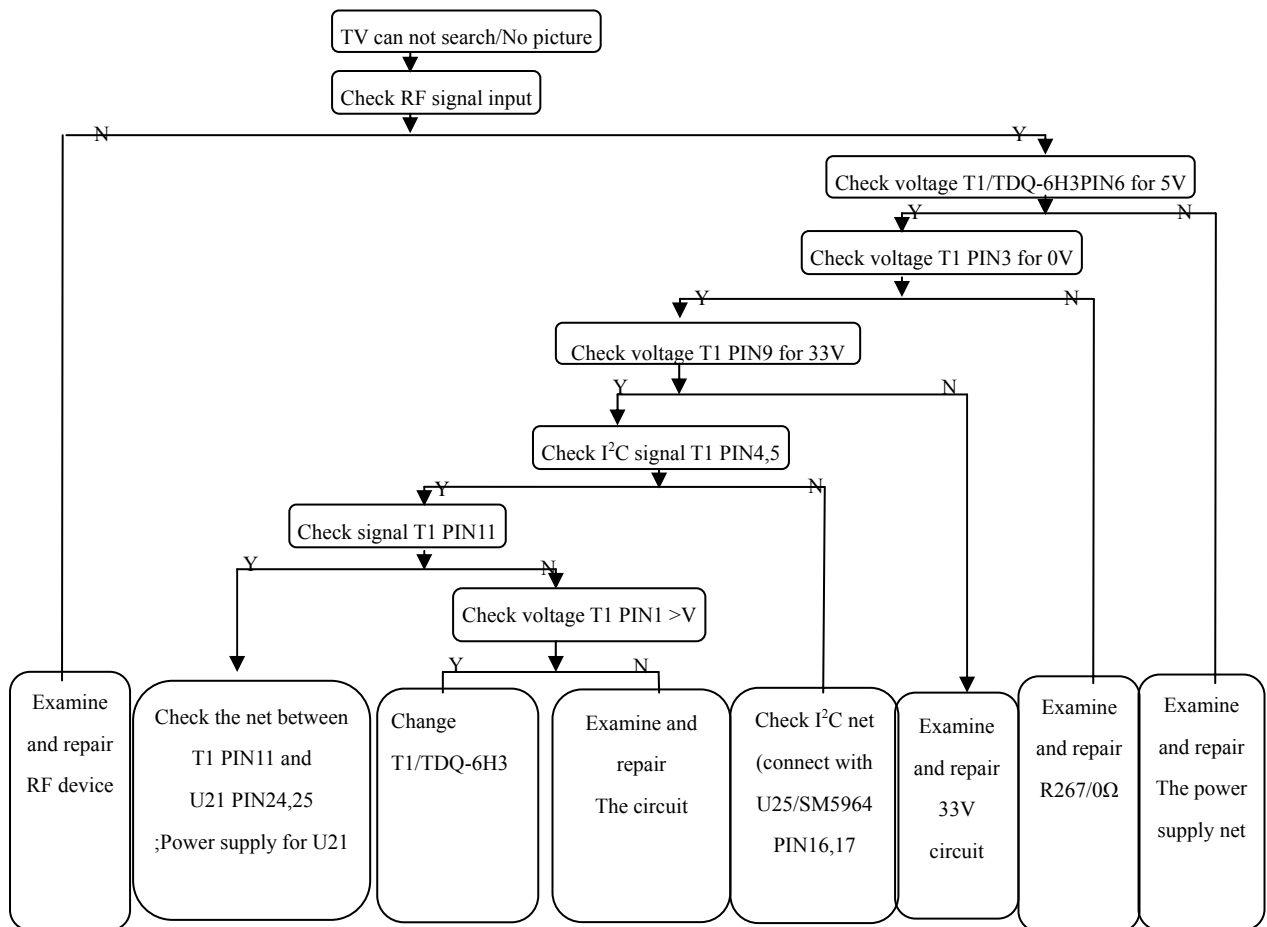 TV can not search/No picture
Check RF signal input
N
Y
Check voltage T1/TDQ-6H3PIN6 for 5V
Y
N
Check voltage T1 PIN3 for 0V
Y
N
Check voltage T1 PIN9 for 33V
Y
N
Check I²C signal T1 PIN4,5
Y
N
Check signal T1 PIN11
Y
N
Check voltage T1 PIN1 >V
Y
N
Examine
and repair
RF device
Check the net between
T1 PIN11 and
U21 PIN24,25
;Power supply for U21
Change
T1/TDQ-6H3
Examine and
repair
The circuit
Check I²C net
(connect with
U25/SM5964
PIN16,17
Examine
and repair
33V
circuit
Examine
and repair
R267/0Ω
Examine
and repair
The power
supply net